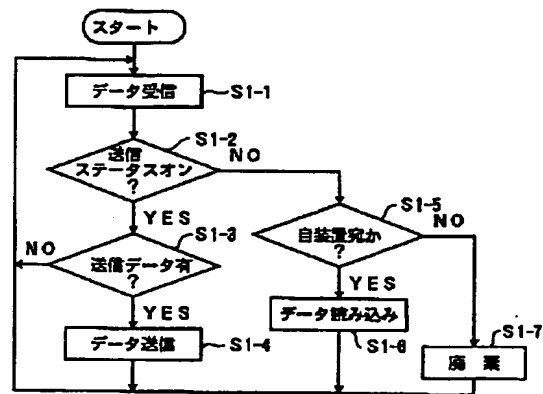 スタート
データ受信
S1-1
S1-2
送信
ステータスオン
?
NO
YES
S1-3
NO
送信データ有
?
YES
データ送信
S1-4
S1-5
自装置宛か
?
NO
YES
データ読み込み
S1-6
S1-7
廃棄